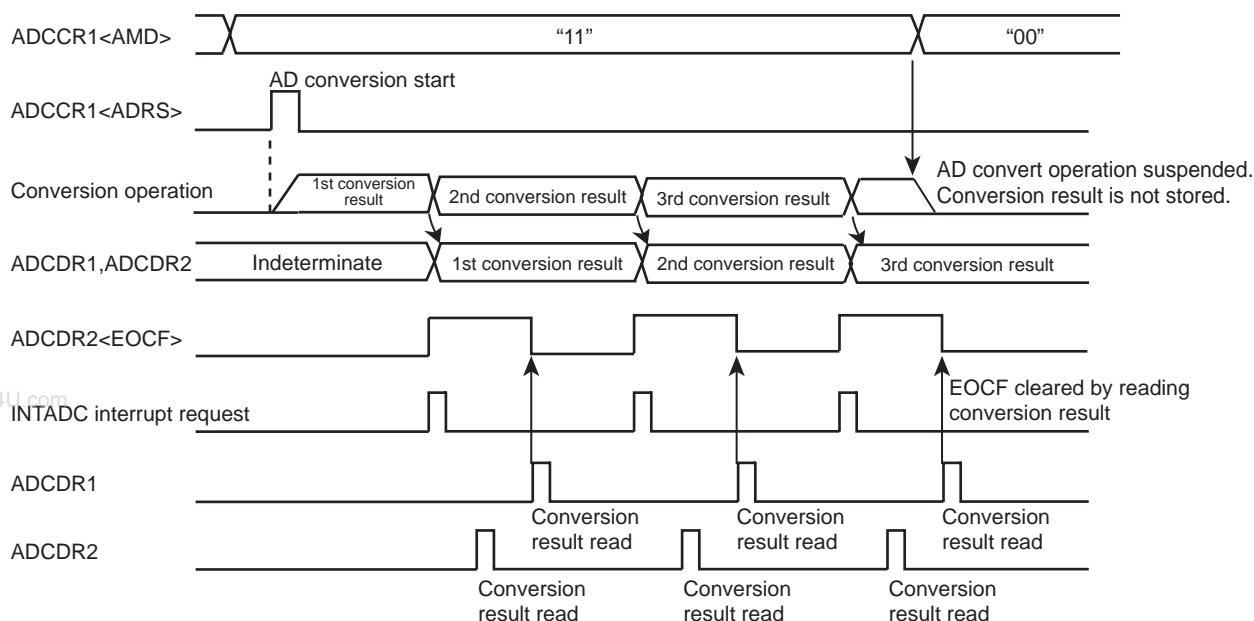 ADCCR1<AMD>
“11”
“00”
AD conversion start
ADCCR1<ADRS>
AD convert operation suspended.
Conversion result is not stored.
Conversion operation
1st conversion
result
2nd conversion result
3rd conversion result
ADCDR1,ADCDR2
Indeterminate
1st conversion result
2nd conversion result
3rd conversion result
ADCDR2<EOCF>
EOCF cleared by reading
conversion result
4U.com
INTADC interrupt request
ADCDR1
Conversion
result read
Conversion
result read
Conversion
result read
ADCDR2
Conversion
result read
Conversion
result read
Conversion
result read